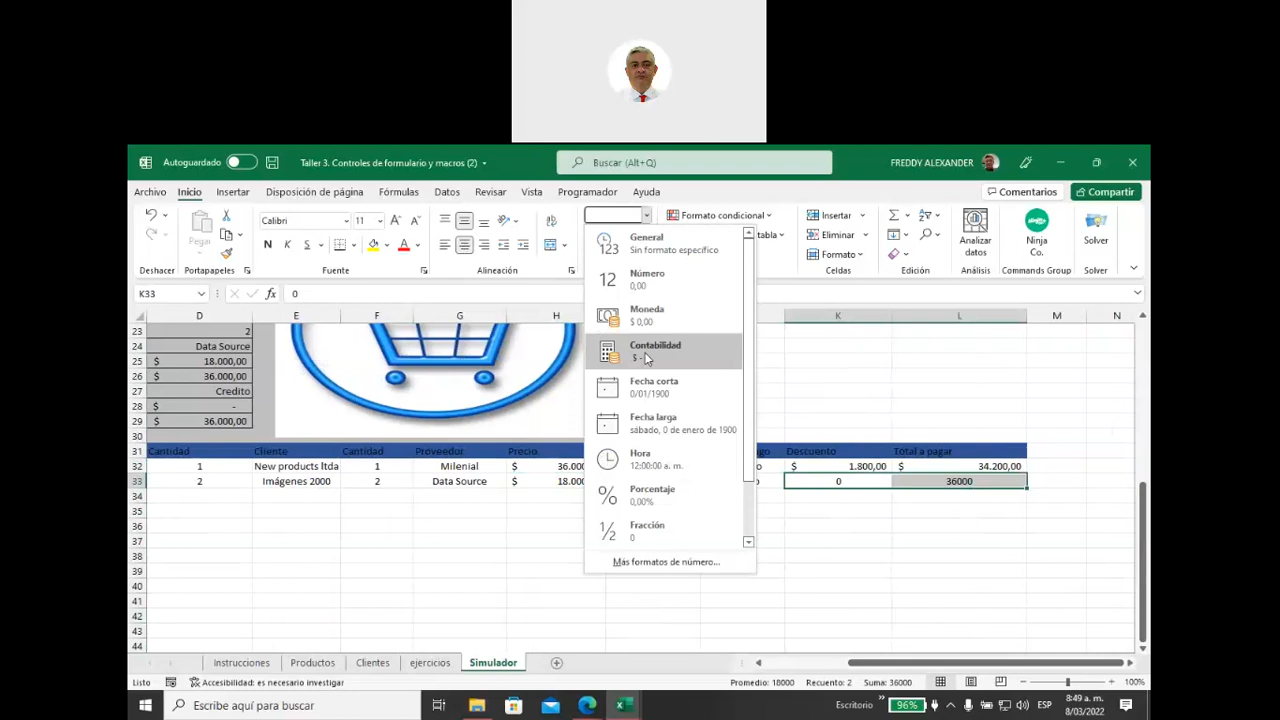 Autoguardado
Taller 3. Controles de formulario y macros (2)
Buscar (Alt+Q)
FREDDY ALEXANDER
Archivo Inicio Insertar Disposición de página Fórmulas Datos Revisar Vista Programador Ayuda
Comentarios Compartir
Pegar
Calibri 11
N K S
Formato condicional
Insertar
Eliminar
Formato
Analizar datos
Ninja Co.
Solver
Deshacer Portapapeles Fuente Alineación Celdas Edición Análisis Commands Group Solver
K33 fx 0
D E F G H K L M N
General
Sin formato específico
12 Número
0,00
Moneda
$ 0,00
Contabilidad
$ -
Fecha corta
0/01/1900
Fecha larga
sábado, 0 de enero de 1900
Hora
12:00:00 a. m.
Porcentaje
0,00%
Fracción
0
Más formatos de número...
23 2
24 Data Source
25 $ 18.000,00
26 $ 36.000,00
27 Credito
28 $ -
29 $ 36.000,00
30
31 Cantidad Cliente Cantidad Proveedor Precio Descuento Total a pagar
32 1 New products ltda 1 Milenial $ 36.000 $ 1.800,00 $ 34.200,00
33 2 Imágenes 2000 2 Data Source $ 18.000 0 36000
34
35
36
37
38
39
40
41
42
43
44
Instrucciones Productos Clientes ejercicios Simulador
Listo Accesibilidad: es necesario investigar Promedio: 18000 Recuento: 2 Suma: 36000 100%
Escribe aquí para buscar
Escritorio
96%
ESP
8:49 a. m.
8/03/2022